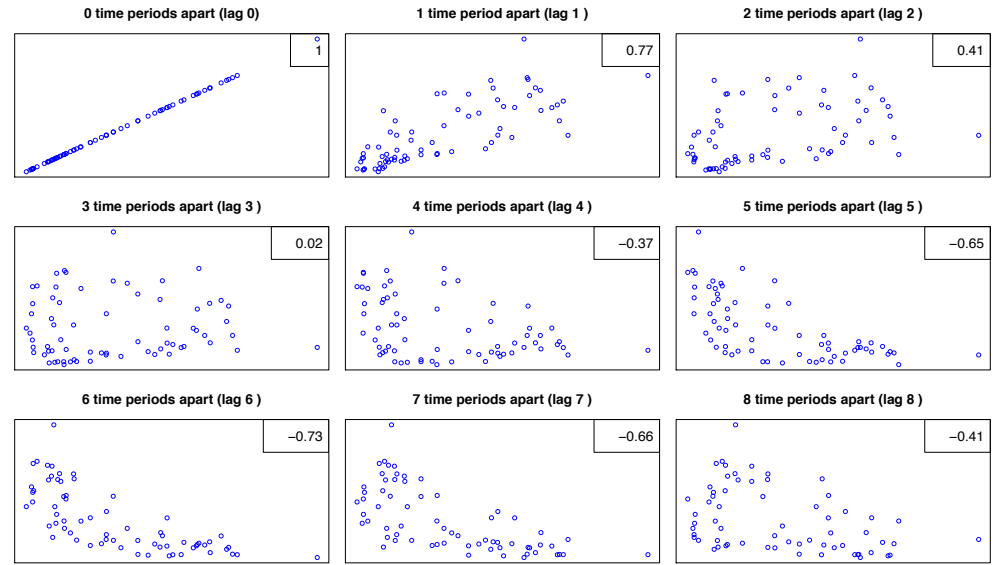 0 time periods apart (lag 0)
1 time period apart (lag 1 )
2 time periods apart (lag 2 )
1
0.77
0.41
3 time periods apart (lag 3 )
4 time periods apart (lag 4 )
5 time periods apart (lag 5 )
0.02
−0.37
−0.65
6 time periods apart (lag 6 )
7 time periods apart (lag 7 )
8 time periods apart (lag 8 )
−0.73
−0.66
−0.41